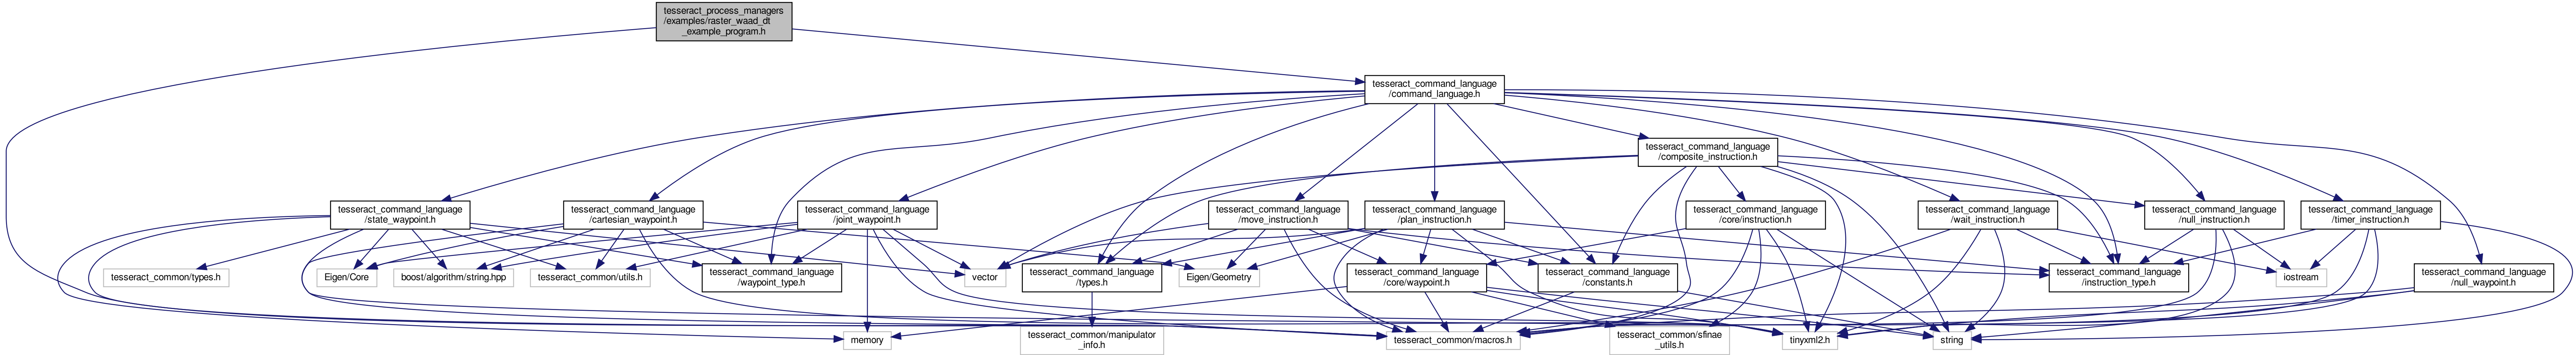 tesseract_process_managers
/examples/raster_waad_dt
_example_program.h
tesseract_command_language
/command_language.h
tesseract_command_language
/composite_instruction.h
tesseract_command_language
/state_waypoint.h
tesseract_command_language
/cartesian_waypoint.h
tesseract_command_language
/joint_waypoint.h
tesseract_command_language
/move_instruction.h
tesseract_command_language
/plan_instruction.h
tesseract_command_language
/core/instruction.h
tesseract_command_language
/wait_instruction.h
tesseract_command_language
/null_instruction.h
tesseract_command_language
/timer_instruction.h
tesseract_common/types.h
Eigen/Core
boost/algorithm/string.hpp
tesseract_common/utils.h
tesseract_command_language
/waypoint_type.h
vector
tesseract_command_language
/types.h
Eigen/Geometry
tesseract_command_language
/core/waypoint.h
tesseract_command_language
/constants.h
tesseract_command_language
/instruction_type.h
iostream
tesseract_command_language
/null_waypoint.h
memory
tesseract_common/manipulator
_info.h
tesseract_common/macros.h
tesseract_common/sfinae
_utils.h
tinyxml2.h
string